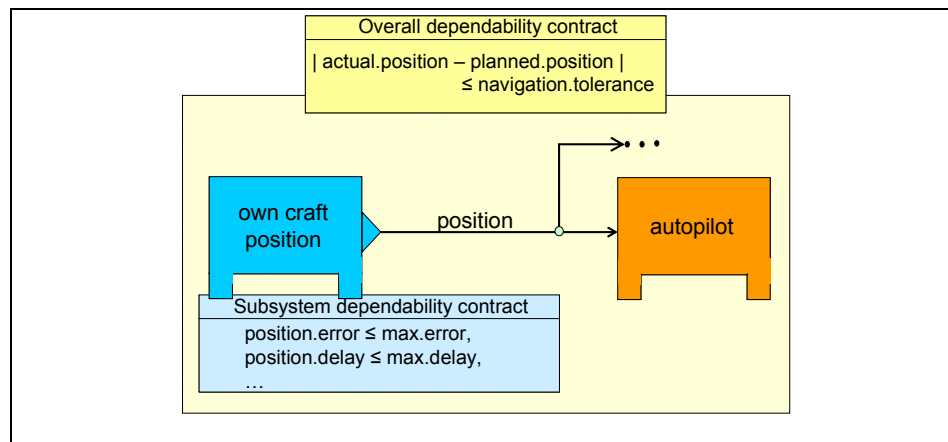 Overall dependability contract
| actual.position – planned.position |
≤ navigation.tolerance
own craft
position
position
autopilot
Subsystem dependability contract
position.error ≤ max.error,
position.delay ≤ max.delay,
…